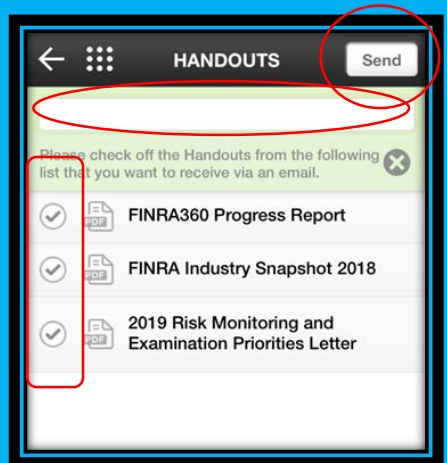 HANDOUTS
Send
Please check off the Handouts from the following
list that you want to receive via an email.
PDF
FINRA360 Progress Report
PDF
FINRA Industry Snapshot 2018
PDF
2019 Risk Monitoring and
Examination Priorities Letter